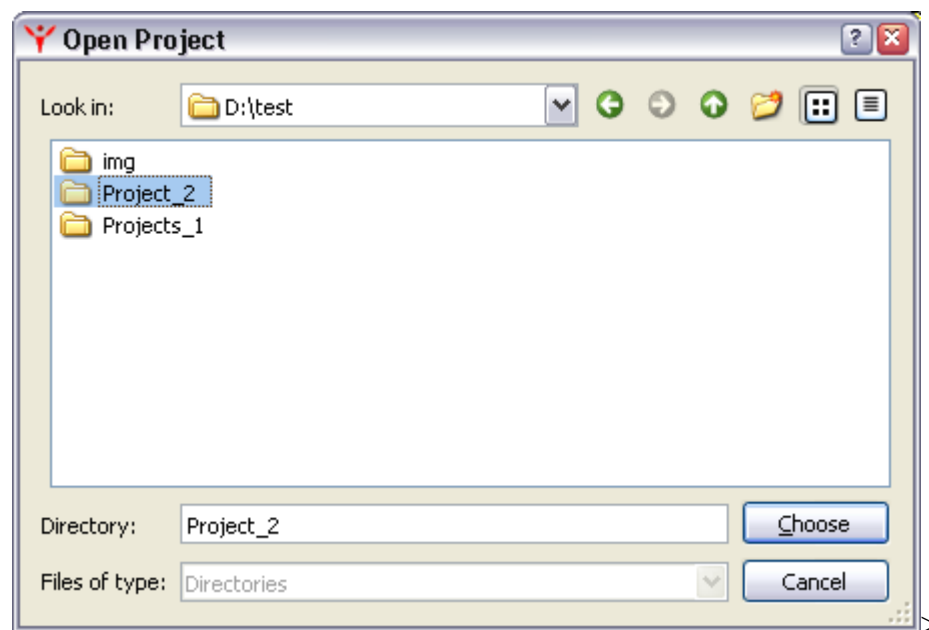 Open Project
Look in: D:\test
img
Project_2
Projects_1
Directory: Project_2 Choose
Files of type: Directories Cancel